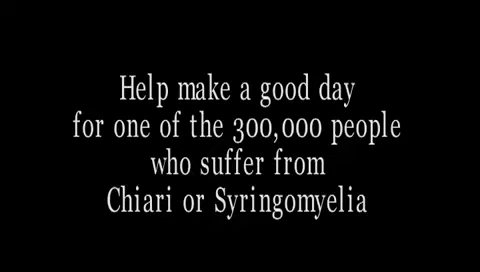 Help make a good day
for one of the 300,000 people
who suffer from
Chiari or Syringomyelia